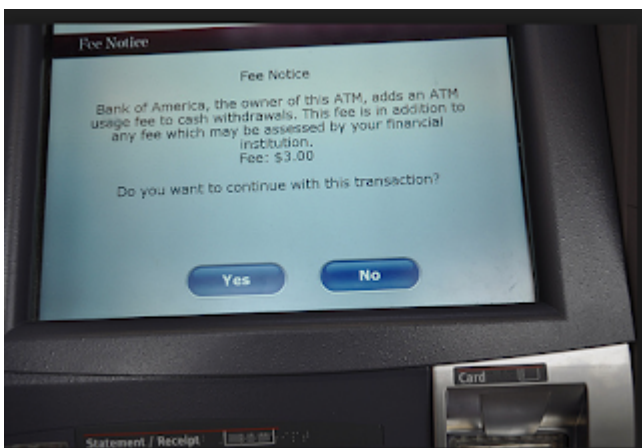 Fee Notice
Fee Notice
Bank of America, the owner of this ATM, adds an ATM
usage fee to cash withdrawals. This fee is in addition to
any fee which may be assessed by your financial
institution.
Fee: $3.00
Do you want to continue with this transaction?
Yes
No
Card
Statement / Receipt